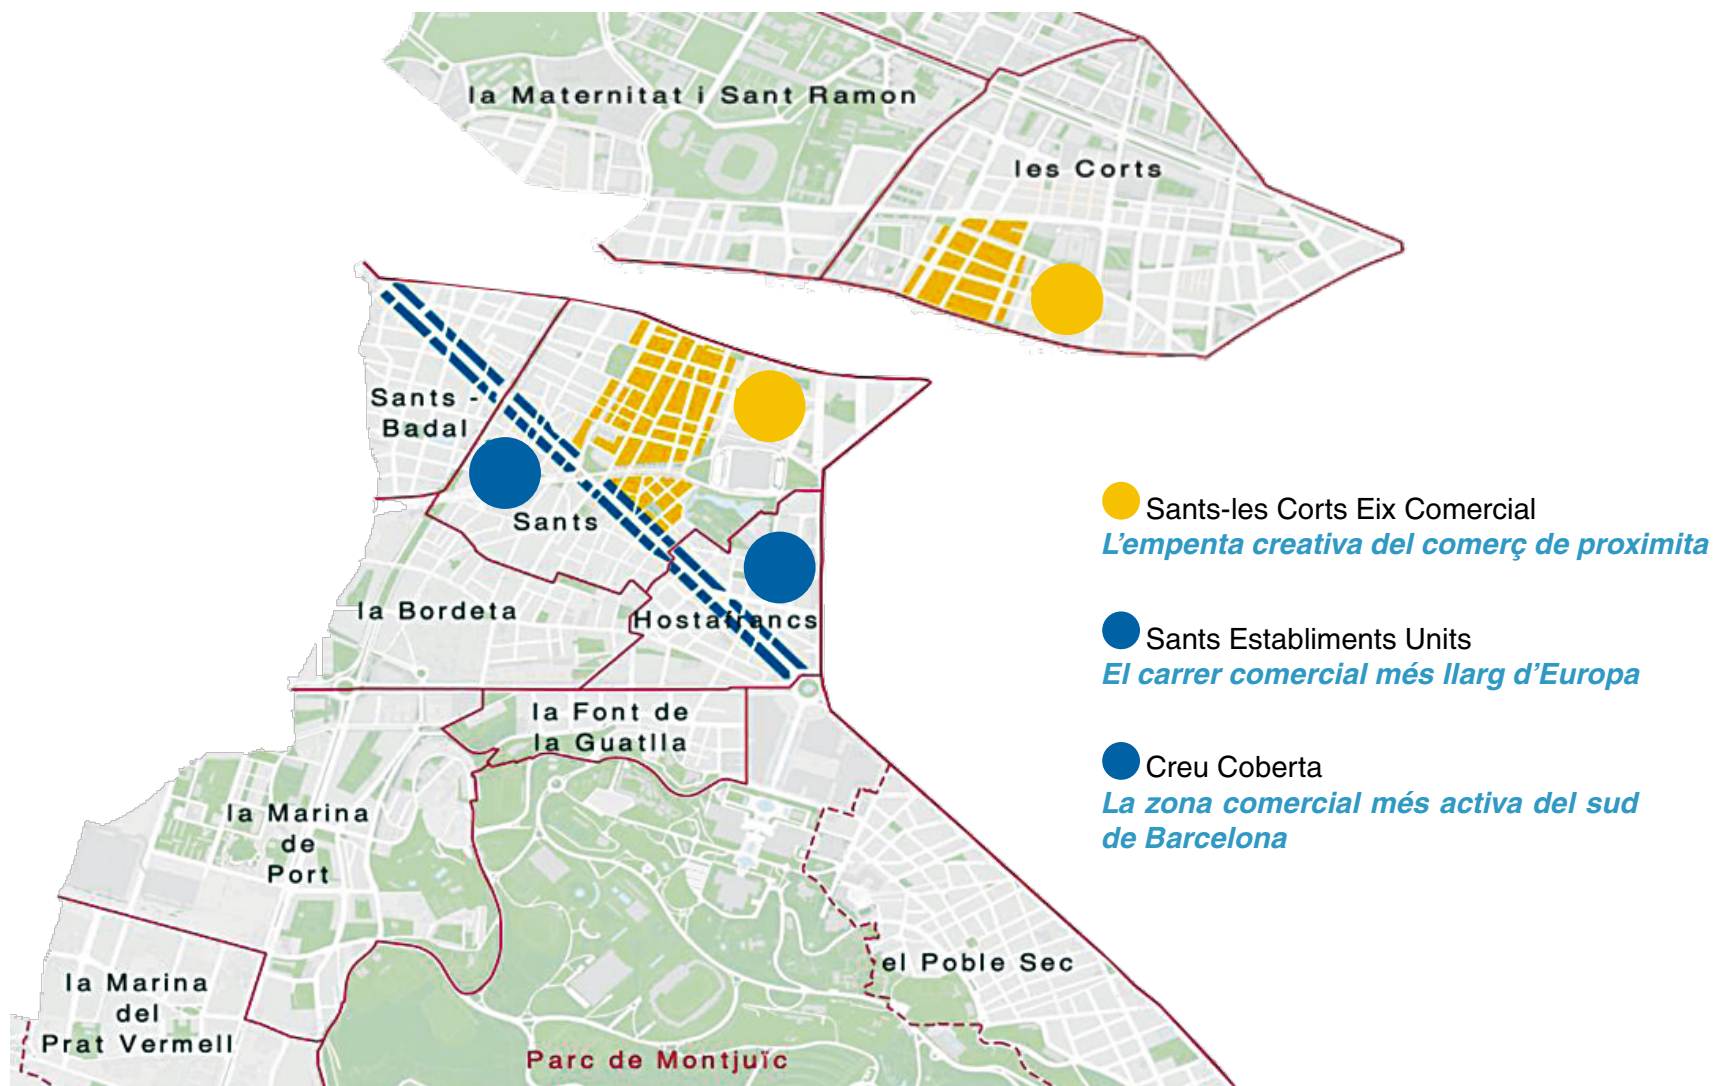 la Maternitat i Sant Ramon
les Corts
Sants -
Badal
Sants
la Bordeta
Hostafrancs
la Font de
la Guatlla
la Marina
de
Port
la Marina
del
Prat Vermell
el Poble Sec
Parc de Montjuïc
Sants-les Corts Eix Comercial
L'empenta creativa del comerç de proximita
Sants Establiments Units
El carrer comercial més llarg d'Europa
Creu Coberta
La zona comercial més activa del sud
de Barcelona